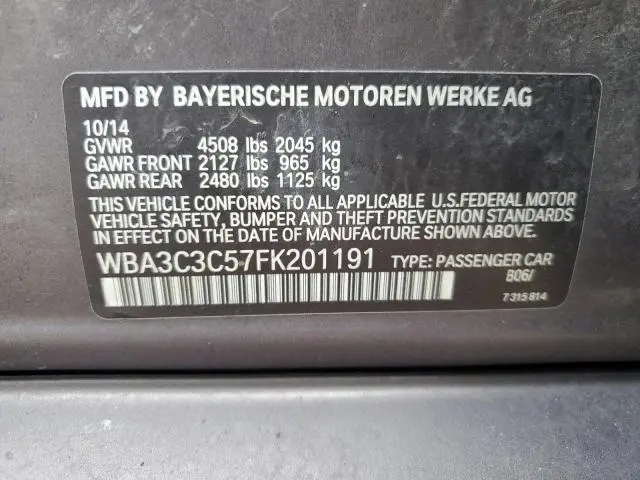 MFD BY BAYERISCHE MOTOREN WERKE AG
10/14
GVWR 4508 lbs 2045 kg
GAWR FRONT 2127 lbs 965 kg
GAWR REAR 2480 lbs 1125 kg
THIS VEHICLE CONFORMS TO ALL APPLICABLE U.S.FEDERAL MOTOR
VEHICLE SAFETY, BUMPER AND THEFT PREVENTION STANDARDS
IN EFFECT ON THE DATE OF MANUFACTURE SHOWN ABOVE.
WBA3C3C57FK201191 TYPE: PASSENGER CAR
B06/
7315814